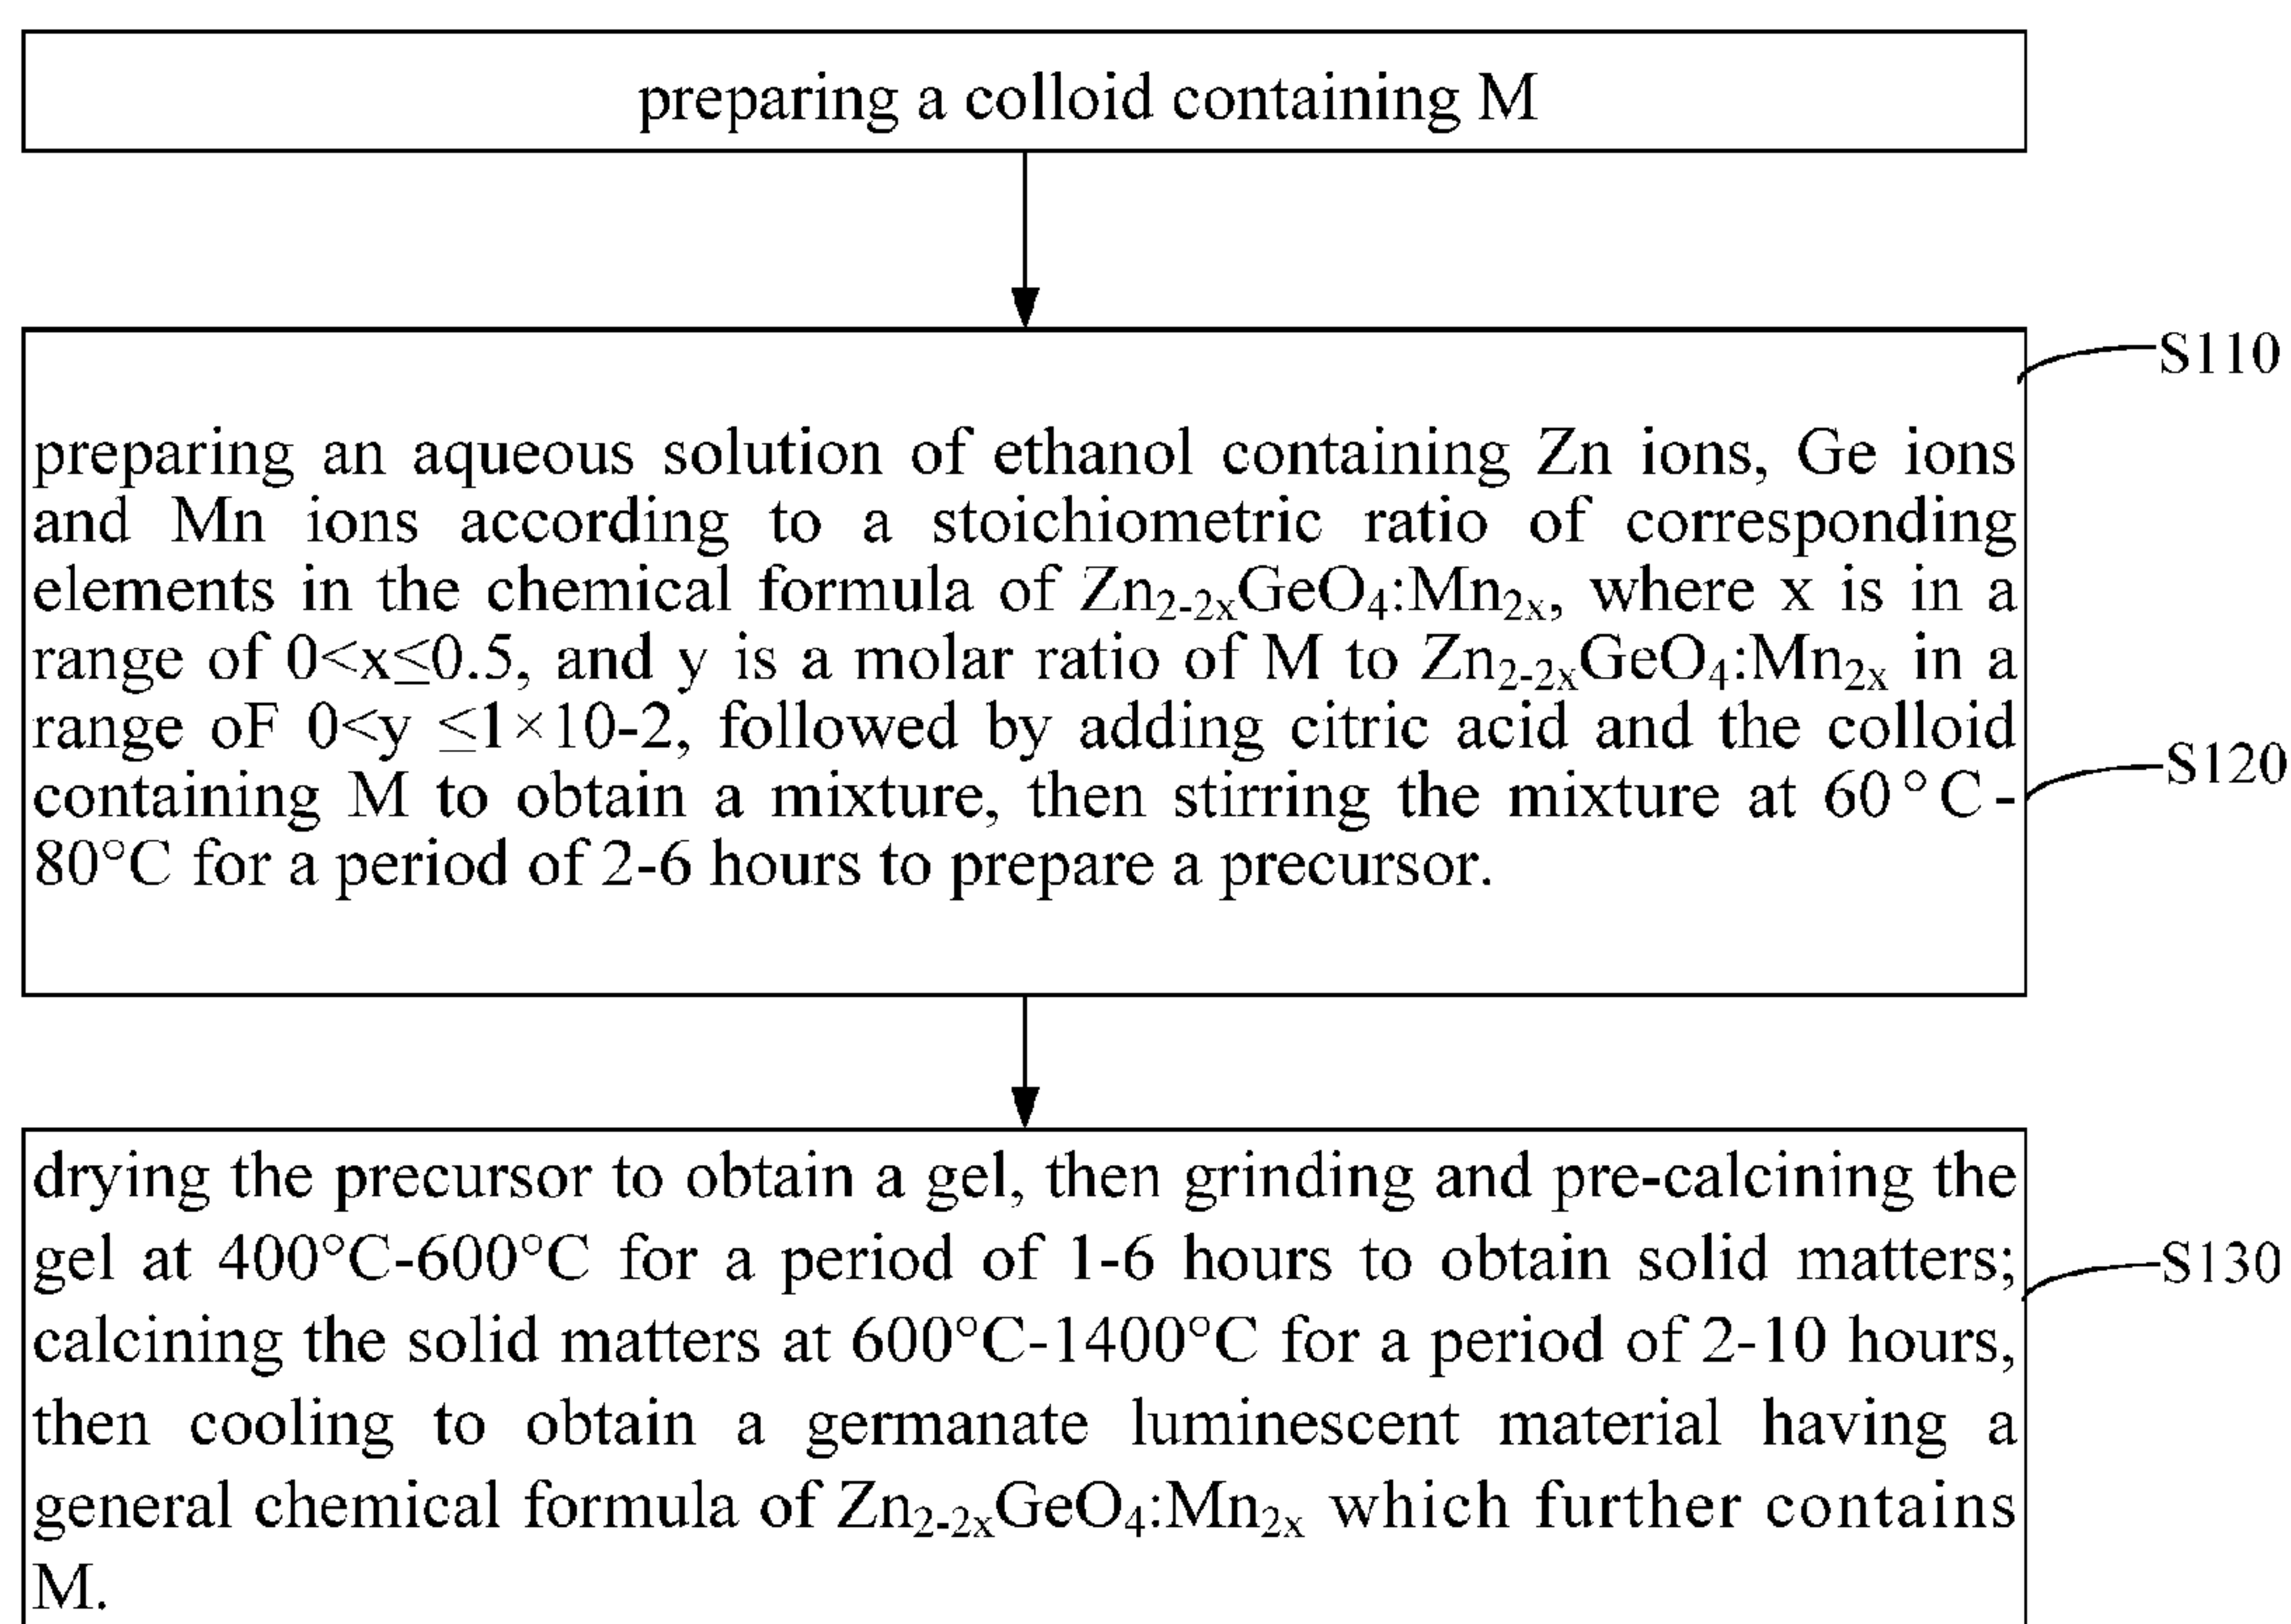 preparing a colloid containing M
S110
preparing an aqueous solution of ethanol containing Zn ions, Ge ions
and Mn ions according to a stoichiometric ratio of corresponding
elements in the chemical formula of Zn₂₋₂ₓGeO₄:Mn₂ₓ, where x is in a
range of 0<x≤0.5, and y is a molar ratio of M to Zn₂₋₂ₓGeO₄:Mn₂ₓ in a
range oF 0<y ≤1×10-2, followed by adding citric acid and the colloid
S120
containing M to obtain a mixture, then stirring the mixture at 60°C-
80°C for a period of 2-6 hours to prepare a precursor.
drying the precursor to obtain a gel, then grinding and pre-calcining the
gel at 400°C-600°C for a period of 1-6 hours to obtain solid matters;
S130
calcining the solid matters at 600°C-1400°C for a period of 2-10 hours,
then cooling to obtain a germanate luminescent material having a
general chemical formula of Zn₂₋₂ₓGeO₄:Mn₂ₓ which further contains
M.